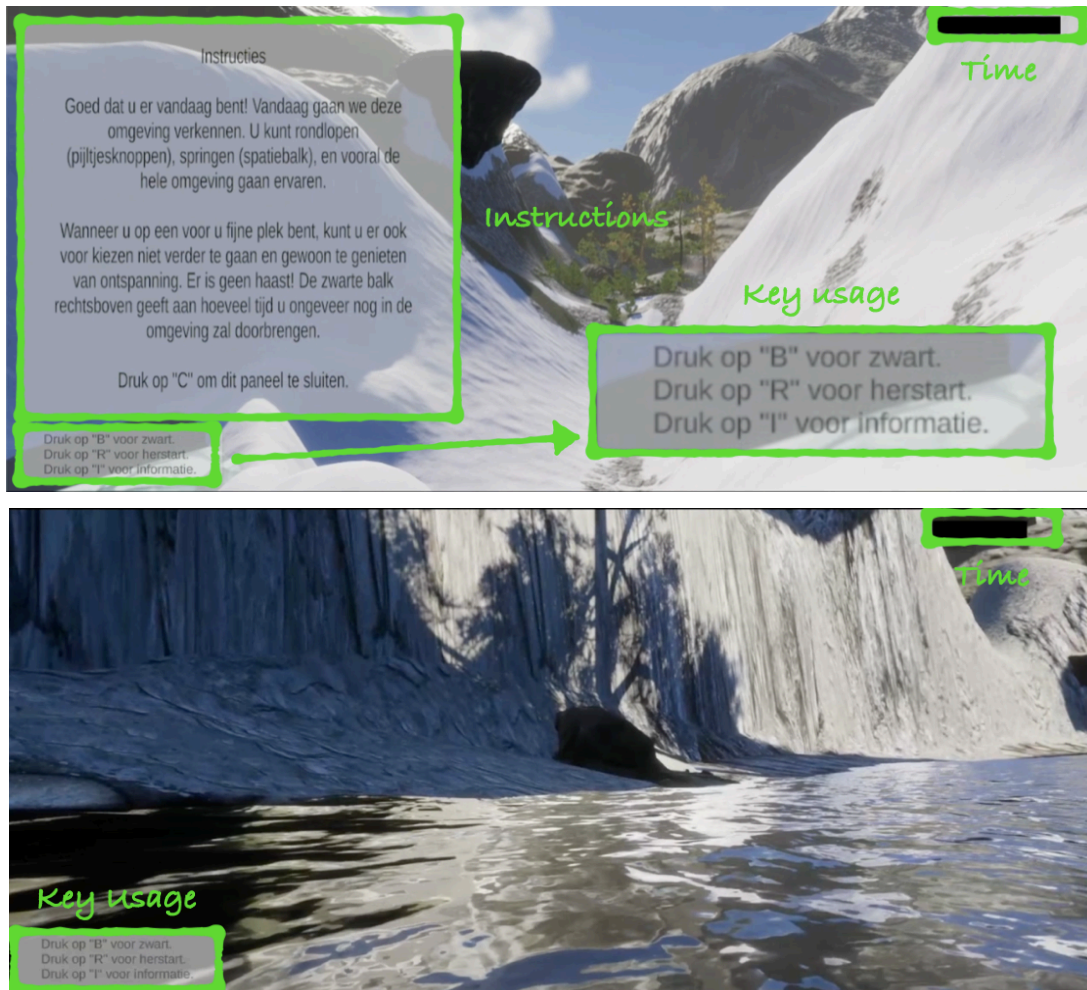 Time
Instructies
Goed dat u er vandaag bent! Vandaag gaan we deze
omgeving verkennen. U kunt rondlopen
(pijltjesknoppen), springen (spatiebalk), en vooral de
hele omgeving gaan ervaren.
Wanneer u op een voor u fijne plek bent, kunt u er ook
voor kiezen niet verder te gaan en gewoon te genieten
van ontspanning. Er is geen haast! De zwarte balk
rechtsboven geeft aan hoeveel tijd u ongeveer nog in de
omgeving zal doorbrengen.
Druk op "C" om dit paneel te sluiten.
Instructions
Key usage
Druk op "B" voor zwart.
Druk op "R" voor herstart.
Druk op "I" voor informatie.
Druk op "B" voor zwart.
Druk op "R" voor herstart.
Druk op "I" voor informatie.
Time
Key Usage
Druk op "B" voor zwart.
Druk op "R" voor herstart.
Druk op "I" voor informatie.